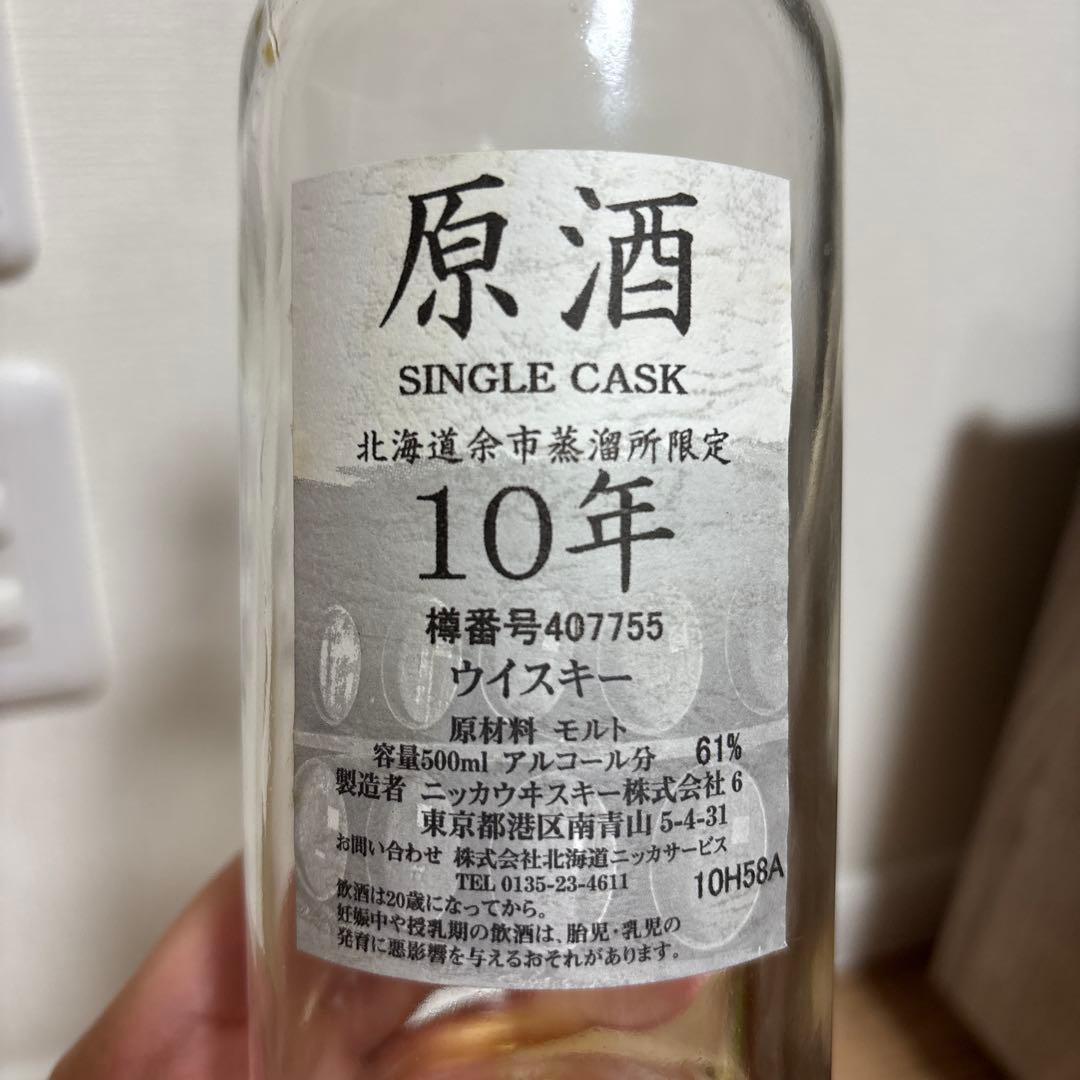 原酒
SINGLE CASK
北海道余市蒸溜所限定
10年
樽番号407755
ウイスキー
原材料 モルト
容量500ml アルコール分 61%
製造者 ニッカウヰスキー株式会社 6
東京都港区南青山 5-4-31
お問い合わせ 株式会社北海道ニッカサービス
TEL 0135-23-4611
10H58A
飲酒は20歳になってから。
妊娠中や授乳期の飲酒は、胎児・乳児の
発育に悪影響を与えるおそれがあります。